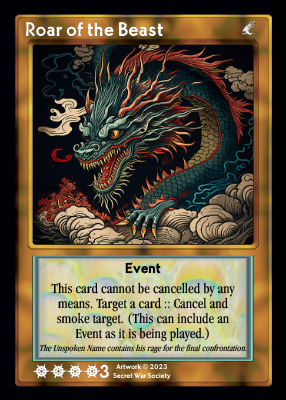 Roar of the Beast
Event
This card cannot be cancelled by any
means. Target a card :: Cancel and
smoke target. (This can include an
Event as it is being played.)
The Unspoken Name contains his rage for the final confrontation.
3
Artwork © 2023
Secret War Society